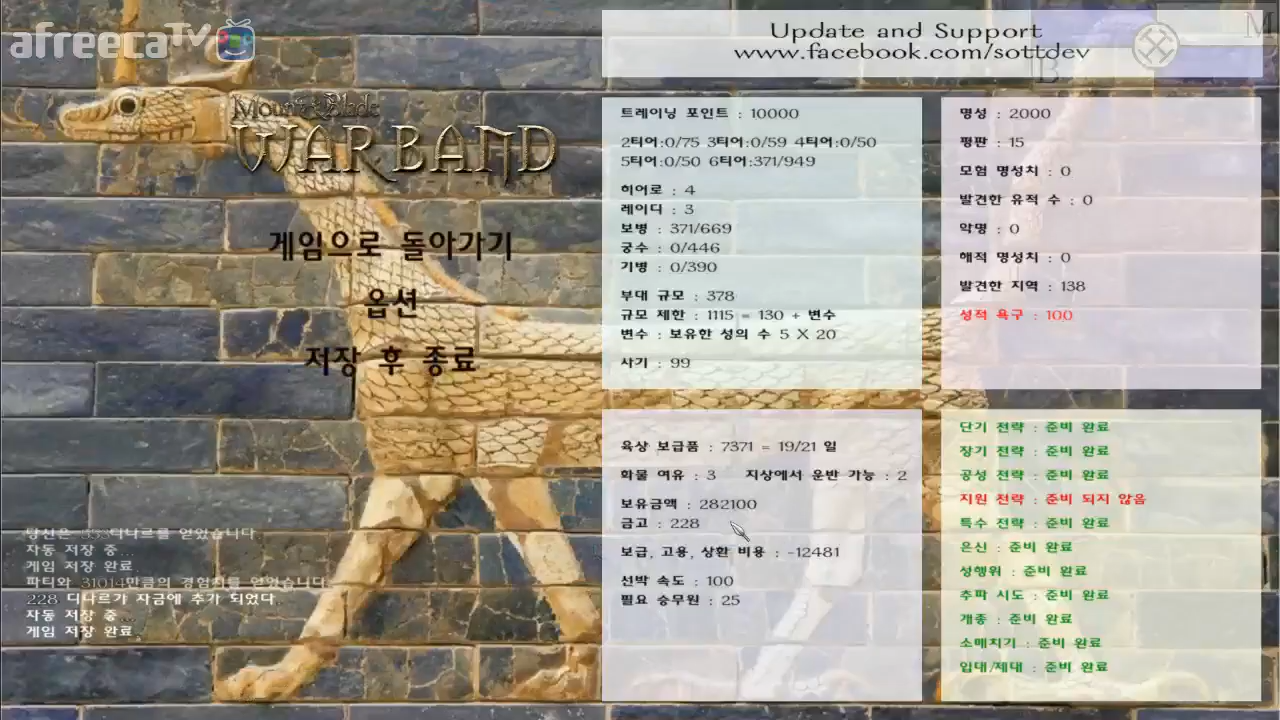 afreecaTV
Mount & Blade
WARBAND
게임으로 돌아가기
옵션
저장 후 종료
당신은 353디나르를 얻었습니다
자동 저장 중...
게임 저장 완료
파티와 31014만큼의 경험치를 얻었습니다.
228 디나르가 자금에 추가 되었다.
자동 저장 중...
게임 저장 완료.
Update and Support
www.facebook.com/sottdev
M
B
트레이닝 포인트 : 10000
2티어:0/75 3티어:0/59 4티어:0/50
5티어:0/50 6티어:371/949
히어로 : 4
레이디 : 3
보병 : 371/669
궁수 : 0/446
기병 : 0/390
부대 규모 : 378
규모 제한 : 1115 = 130 + 변수
변수 : 보유한 성의 수 5 X 20
사기 : 99
명성 : 2000
평판 : 15
모험 명성치 : 0
발견한 유적 수 : 0
악명 : 0
해적 명성치 : 0
발견한 지역 : 138
성적 욕구 : 100
육상 보급품 : 7371 = 19/21 일
화물 여유 : 3 지상에서 운반 가능 : 2
보유금액 : 282100
금고 : 228
보급, 고용, 상환 비용 : -12481
선박 속도 : 100
필요 승무원 : 25
단기 전략 : 준비 완료
장기 전략 : 준비 완료
공성 전략 : 준비 완료
지원 전략 : 준비 되지 않음
특수 전략 : 준비 완료
은신 : 준비 완료
성행위 : 준비 완료
추파 시도 : 준비 완료
개종 : 준비 완료
소매치기 : 준비 완료
입대/제대 : 준비 완료